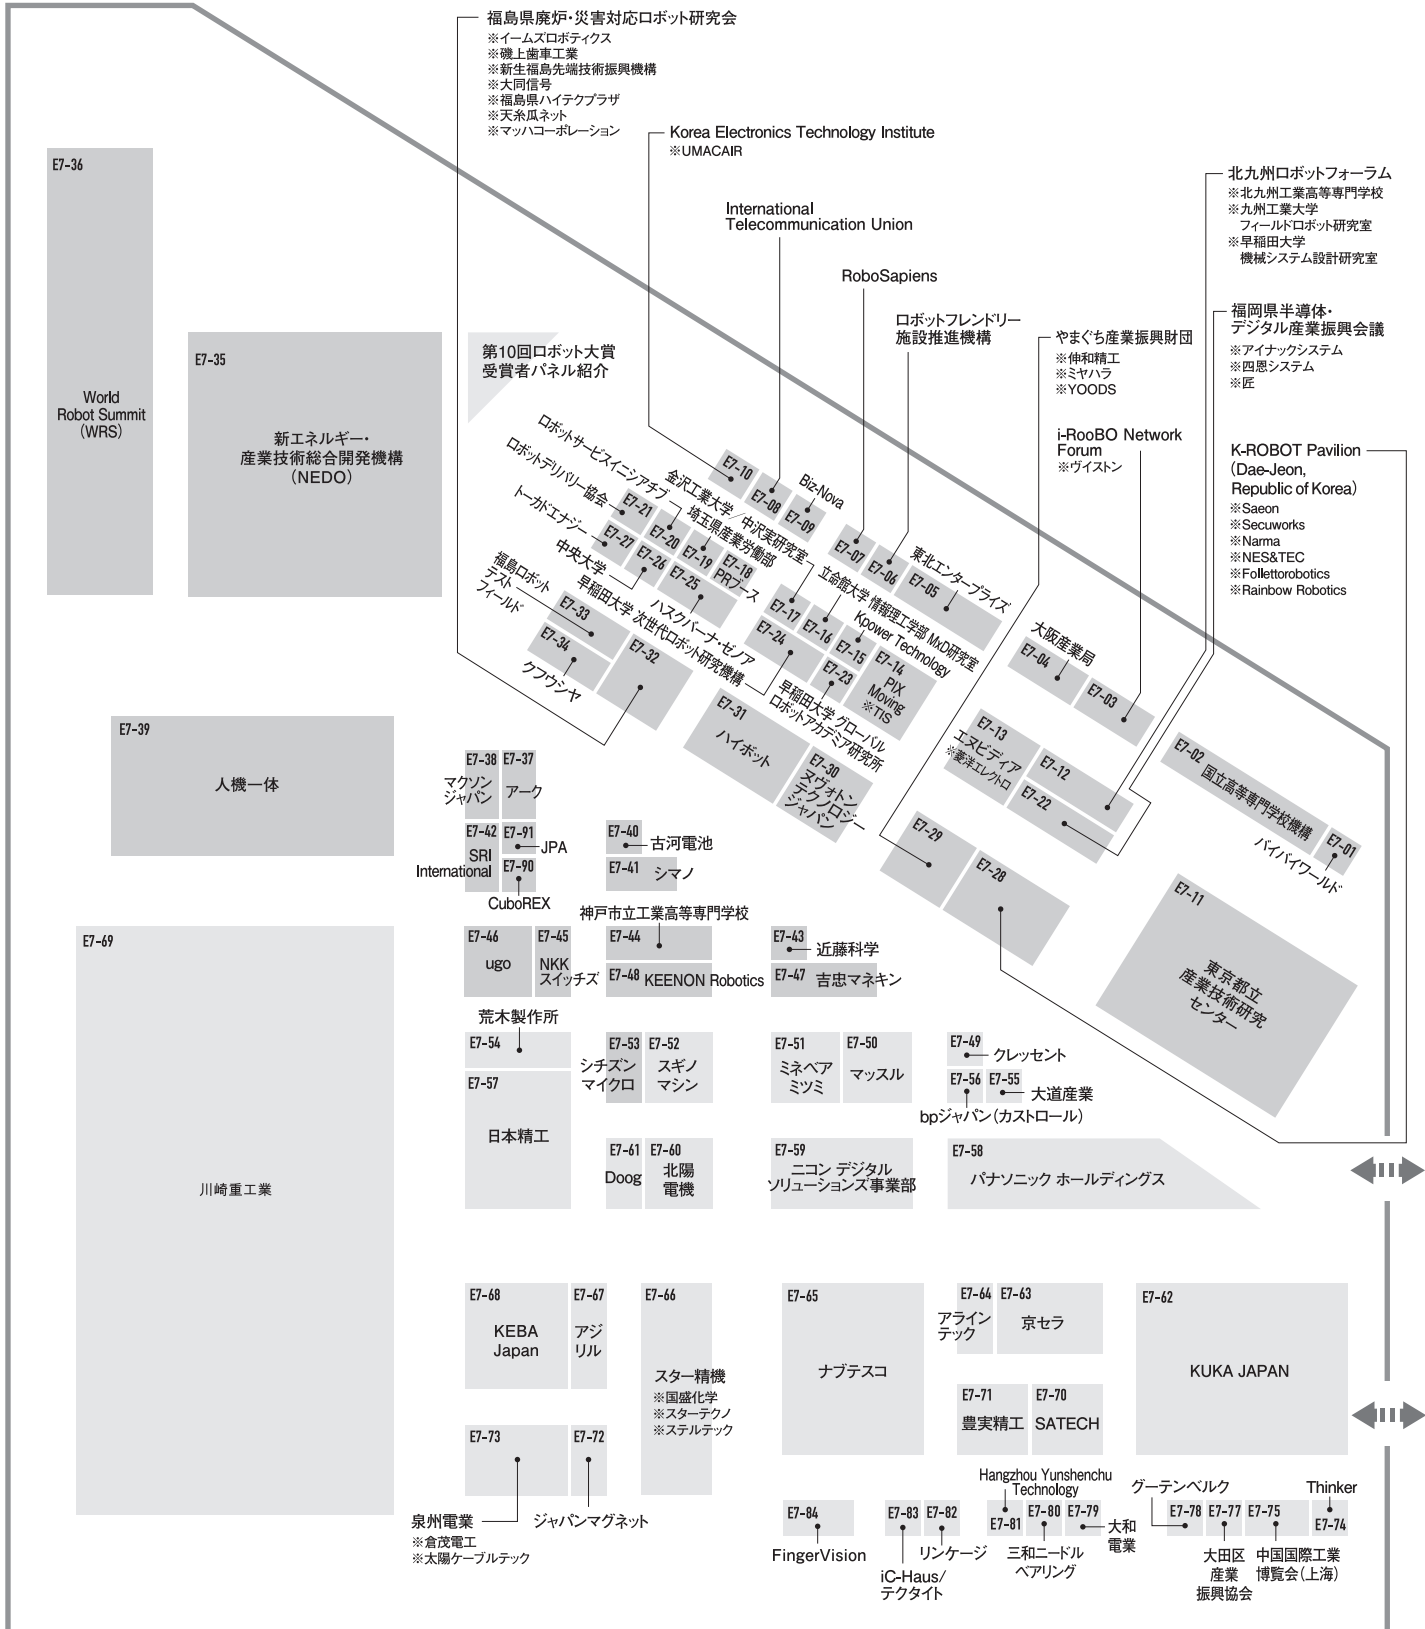 福島県廃炉・災害対応ロボット研究会
※イームズロボティクス
※磯上歯車工業
※新生福島先端技術振興機構
※大同信号
※福島県ハイテクプラザ
※天糸瓜ネット
※マッハコーポレーション
Korea Electronics Technology Institute
※UMACAIR
International
Telecommunication Union
RoboSapiens
ロボットフレンドリー
施設推進機構
やまぐち産業振興財団
※伸和精工
※ミヤハラ
※YOODS
i-RooBO Network
Forum
※ヴイストン
北九州ロボットフォーラム
※北九州工業高等専門学校
※九州工業大学
フィールドロボット研究室
※早稲田大学
機械システム設計研究室
福岡県半導体・
デジタル産業振興会議
※アイナックシステム
※四恩システム
※匠
K-ROBOT Pavilion
(Dae-Jeon,
Republic of Korea)
※Saeon
※Secuworks
※Narma
※NES&TEC
※Follettorobotics
※Rainbow Robotics
E7-36
World
Robot Summit
(WRS)
E7-35
新エネルギー・
産業技術総合開発機構
(NEDO)
第10回ロボット大賞
受賞者パネル紹介
ロボットサービスイニシアチブ
ロボットデリバリー協会
トーカドエナジー
中央大学
福島ロボット
テスト
フィールド
E7-10
E7-08
E7-09
Biz-Nova
金沢工業大学/中沢実研究室
埼玉県産業労働部
E7-21
E7-20
E7-19
E7-18
PRブース
E7-27
E7-26
E7-25
ハスクバーナ・ゼノア
早稲田大学 次世代ロボット研究機構
E7-33
E7-34
クフウシヤ
E7-32
E7-07
E7-06
E7-05
東北エンタープライズ
立命館大学 情報理工学部 MxD研究室
Kpower Technology
E7-17
E7-16
E7-15
E7-14
PIX
Moving
※TIS
E7-24
E7-23
早稲田大学 グローバル
ロボットアカデミア研究所
E7-31
ハイボット
E7-30
ヌヴォトン
テクノロジー
ジャパン
大阪産業局
E7-04
E7-03
E7-13
エヌビディア
※菱洋エレクトロ
E7-12
E7-22
E7-02
国立高等専門学校機構
E7-01
バイバイワールド
E7-29
E7-28
E7-11
東京都立
産業技術研究
センター
E7-39
人機一体
E7-38
マクソン
ジャパン
E7-37
アーク
E7-42
SRI
International
E7-91
JPA
E7-90
CuboREX
E7-40
古河電池
E7-41
シマノ
E7-69
川崎重工業
E7-46
ugo
E7-45
NKK
スイッチズ
神戸市立工業高等専門学校
E7-44
E7-48
KEENON Robotics
E7-43
近藤科学
E7-47
吉忠マネキン
荒木製作所
E7-54
E7-57
日本精工
E7-53
シチズン
マイクロ
E7-52
スギノ
マシン
E7-51
ミネベア
ミツミ
E7-50
マッスル
E7-49
クレッセント
E7-56
E7-55
大道産業
bpジャパン(カストロール)
E7-61
Doog
E7-60
北陽
電機
E7-59
ニコン デジタル
ソリューションズ事業部
E7-58
パナソニック ホールディングス
E7-68
KEBA
Japan
E7-67
アジ
リル
E7-66
スター精機
※国盛化学
※スターテクノ
※ステルテック
E7-65
ナブテスコ
E7-64
アライン
テック
E7-63
京セラ
E7-62
KUKA JAPAN
E7-71
豊実精工
E7-70
SATECH
E7-73
E7-72
泉州電業
※倉茂電工
※太陽ケーブルテック
ジャパンマグネット
E7-84
FingerVision
E7-83
iC-Haus/
テクタイト
E7-82
リンケージ
Hangzhou Yunshenchu
Technology
E7-81
E7-80
三和ニードル
ベアリング
E7-79
大和
電業
グーテンベルク
E7-78
E7-77
大田区
産業
振興協会
E7-75
中国国際工業
博覧会(上海)
Thinker
E7-74